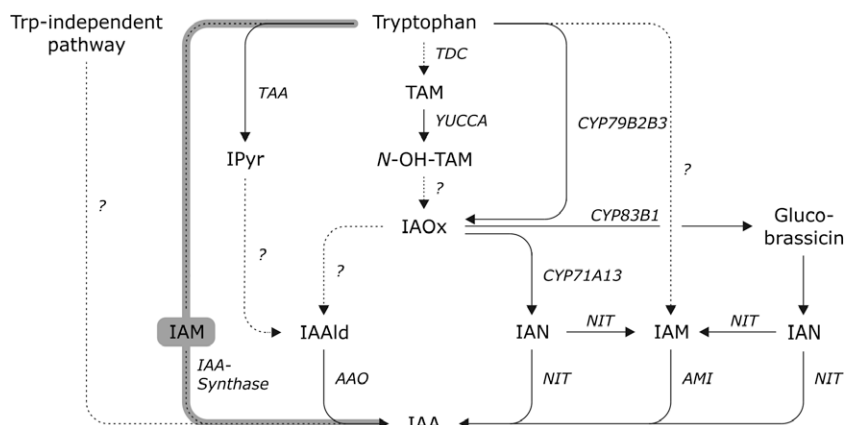 Trp-independent
pathway
Tryptophan
TDC
TAA
TAM
YUCCA
CYP79B2B3
IPyr
N-OH-TAM
?
?
?
CYP83B1
Gluco-
brassicin
IAOx
?
?
CYP71A13
IAM
IAAld
IAN
NIT
IAM
NIT
IAN
IAA-
Synthase
AAO
NIT
AMI
NIT
IAA